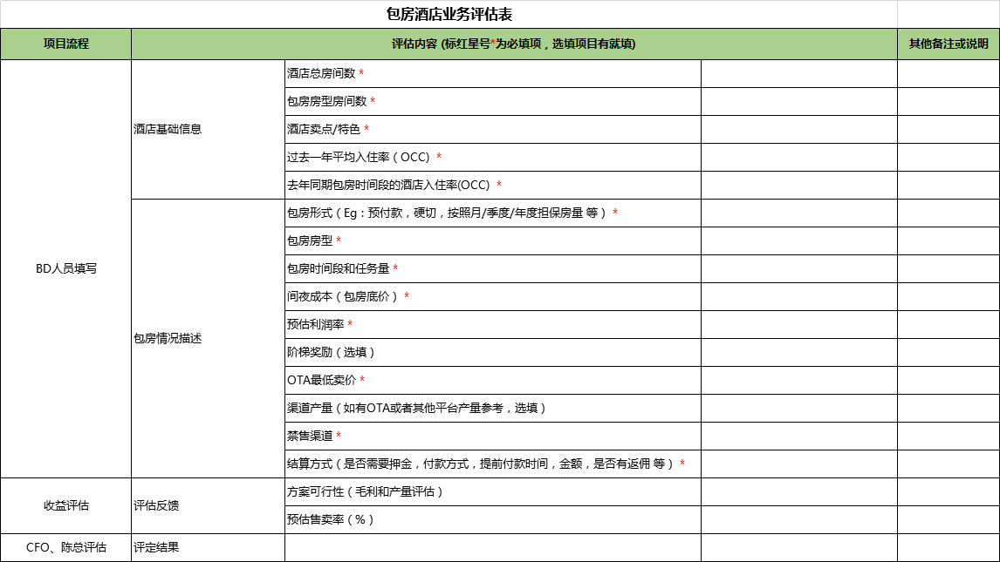 包房酒店业务评估表
项目流程
评估内容 (标红星号*为必填项，选填项目有就填)
其他备注或说明
BD人员填写
酒店基础信息
酒店总房间数 *
包房房型房间数 *
酒店卖点/特色 *
过去一年平均入住率（OCC) *
去年同期包房时间段的酒店入住率(OCC) *
包房情况描述
包房形式（Eg：预付款，硬切，按照月/季度/年度担保房量 等） *
包房房型 *
包房时间段和任务量 *
间夜成本（包房底价） *
预估利润率 *
阶梯奖励（选填）
OTA最低卖价 *
渠道产量（如有OTA或者其他平台产量参考，选填）
禁售渠道 *
结算方式（是否需要押金，付款方式，提前付款时间，金额，是否有返佣 等） *
收益评估
评估反馈
方案可行性（毛利和产量评估）
预估售卖率（%）
CFO、陈总评估
评定结果